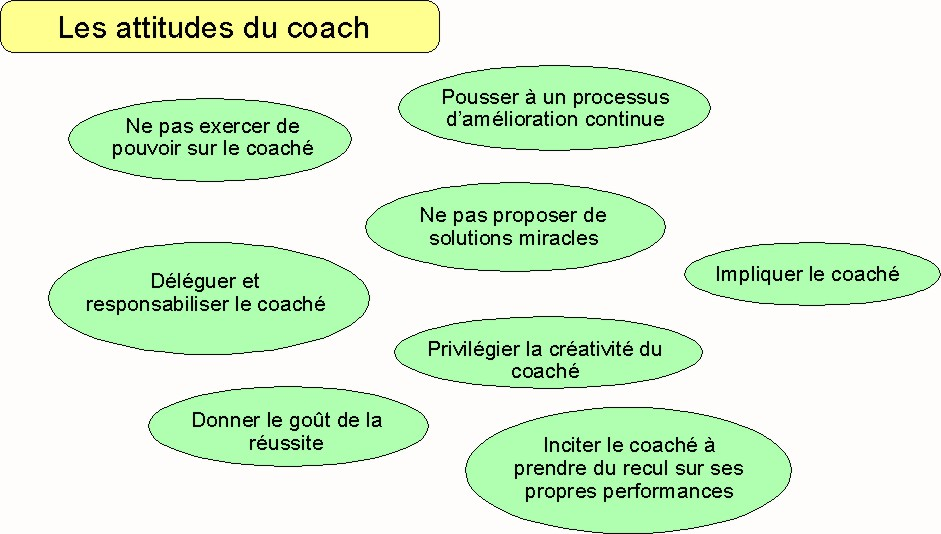 Les attitudes du coach
Pousser à un processus
d’amélioration continue
Ne pas exercer de
pouvoir sur le coaché
Ne pas proposer de
solutions miracles
Impliquer le coaché
Déléguer et
responsabiliser le coaché
Privilégier la créativité du
coaché
Donner le goût de la
réussite
Inciter le coaché à
prendre du recul sur ses
propres performances